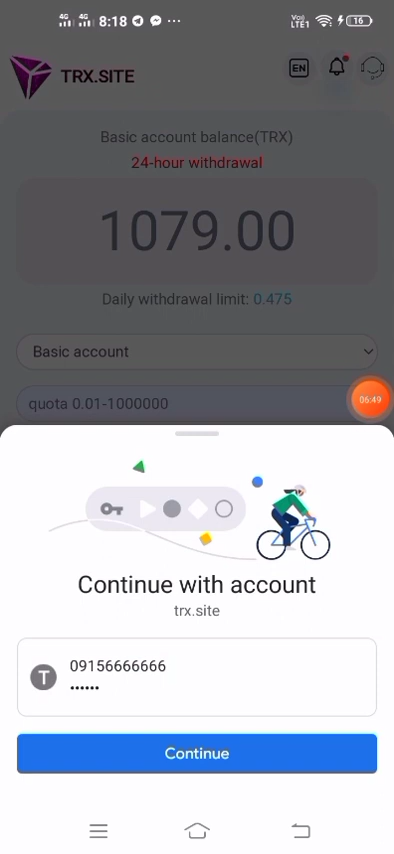 4G 4G 8:18 ... Vo) LTE1 16
TRX.SITE EN
Basic account balance(TRX)
24-hour withdrawal
1079.00
Daily withdrawal limit: 0.475
Basic account
quota 0.01-1000000
06:49
Continue with account
trx.site
T 09156666666
••••••
Continue